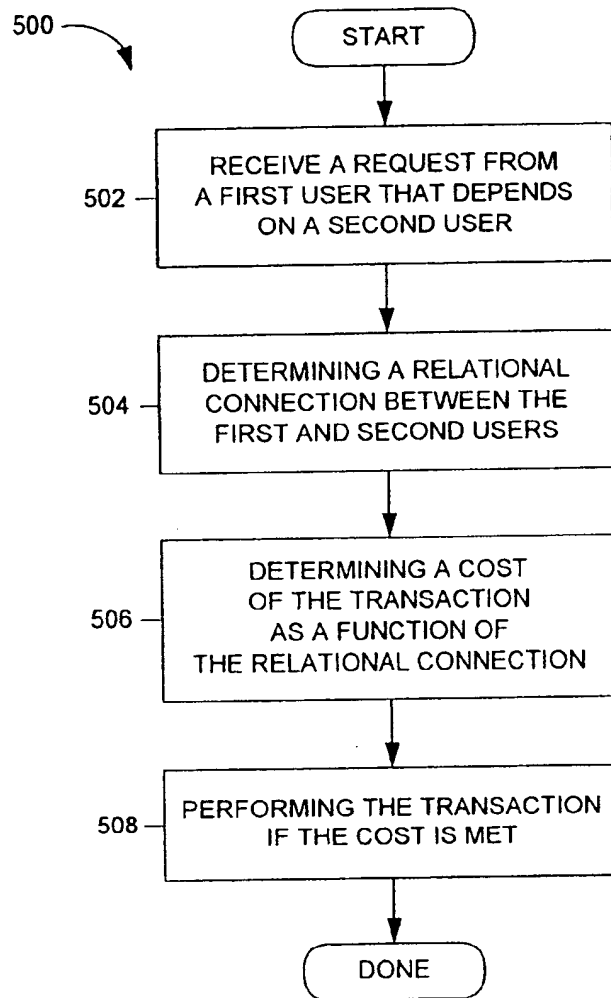 500
START
502
RECEIVE A REQUEST FROM
A FIRST USER THAT DEPENDS
ON A SECOND USER
504
DETERMINING A RELATIONAL
CONNECTION BETWEEN THE
FIRST AND SECOND USERS
506
DETERMINING A COST
OF THE TRANSACTION
AS A FUNCTION OF
THE RELATIONAL CONNECTION
508
PERFORMING THE TRANSACTION
IF THE COST IS MET
DONE